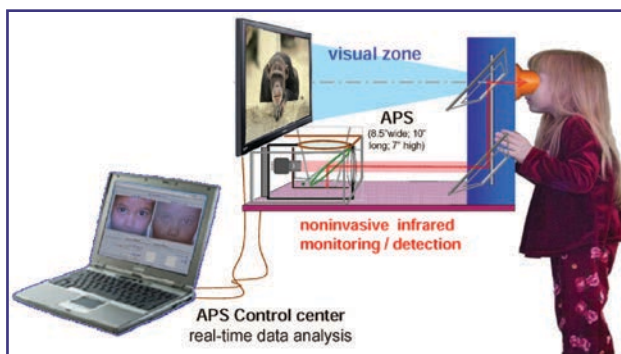 visual zone
APS
(8.5"wide; 10"
long; 7" high)
noninvasive infrared
monitoring / detection
APS Control center
real-time data analysis